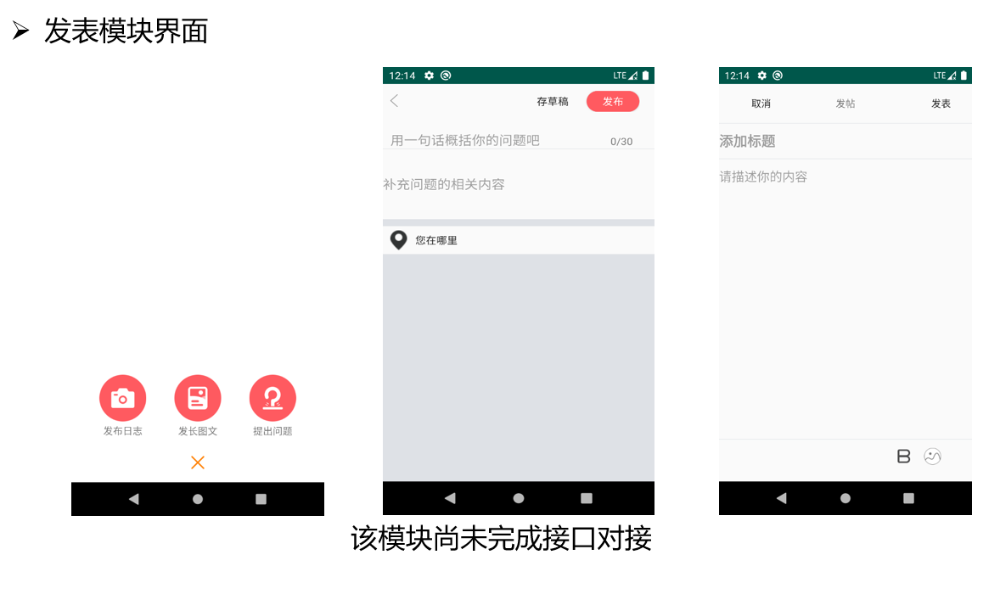 发表模块界面
发布日志 发长图文 提出问题
12:14 LTE
存草稿 发布
用一句话概括你的问题吧 0/30
补充问题的相关内容
您在哪里
12:14 LTE
取消 发帖 发表
添加标题
请描述你的内容
B
该模块尚未完成接口对接